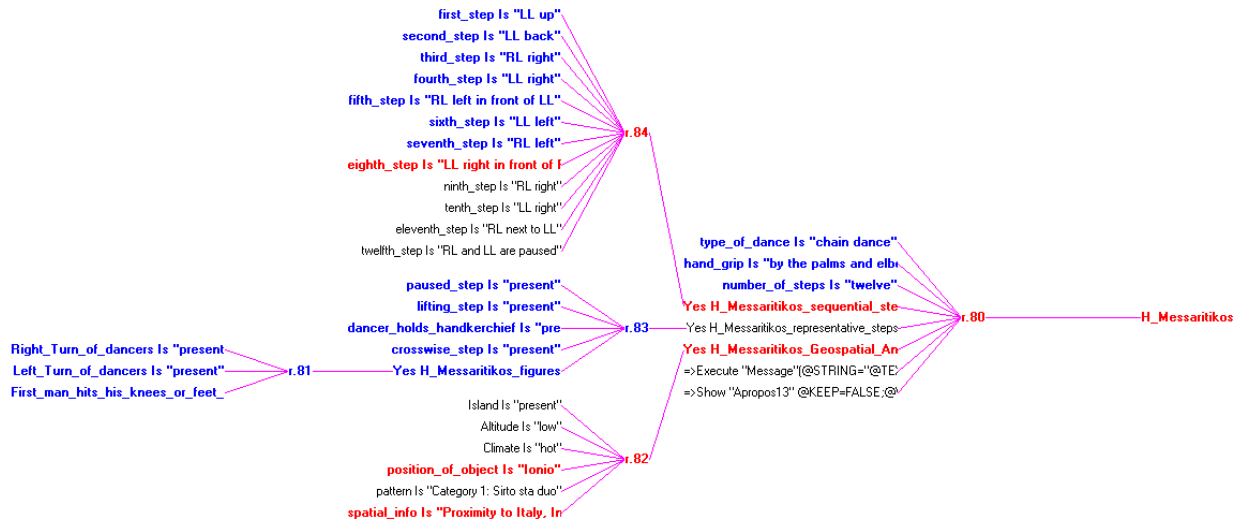 first_step Is "LL up"
second_step Is "LL back"
third_step Is "RL right"
fourth_step Is "LL right"
fifth_step Is "RL left in front of LL"
sixth_step Is "LL left"
seventh_step Is "RL left"
eighth_step Is "LL right in front of
ninth_step Is "RL right"
tenth_step Is "LL right"
eleventh_step Is "RL next to LL"
twelfth_step Is "RL and LL are paused"
r.84
paused_step Is "present"
lifting_step Is "present"
dancer_holds_handkerchief Is "pre
crosswise_step Is "present"
Yes H_Messaritikos_figures
r.83
Right_Turn_of_dancers Is "present
Left_Turn_of_dancers Is "present"
First_man_hits_his_knees_or_feet_
r.81
Island Is "present"
Altitude Is "low"
Climate Is "hot"
position_of_object Is "Ionio"
pattern Is "Category 1: Sirto sta duo"
spatial_info Is "Proximity to Italy, In
r.82
type_of_dance Is "chain dance"
hand_grip Is "by the palms and elb
number_of_steps Is "twelve"
Yes H_Messaritikos_sequential_ste
Yes H_Messaritikos_representative_steps
Yes H_Messaritikos_Geospatial_An
=>Execute "Message"(@STRING="@TE
=>Show "Apropos13" @KEEP=FALSE;@
r.80
H_Messaritikos